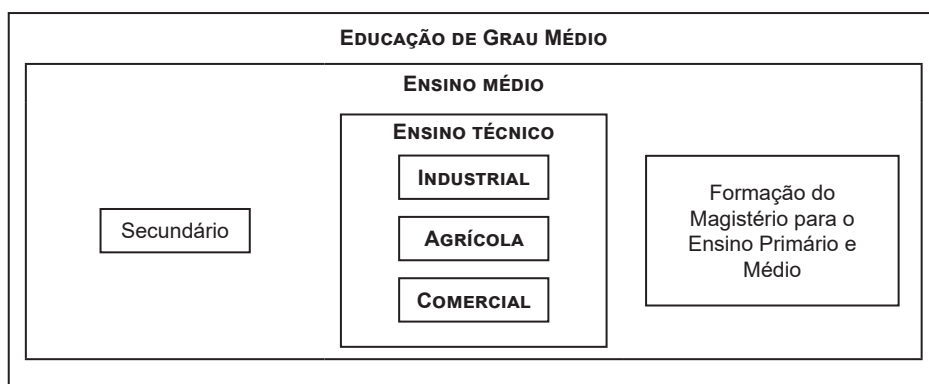 Educação de Grau Médio
Ensino médio
Ensino técnico
Industrial
Agrícola
Comercial
Secundário
Formação do
Magistério para o
Ensino Primário e
Médio